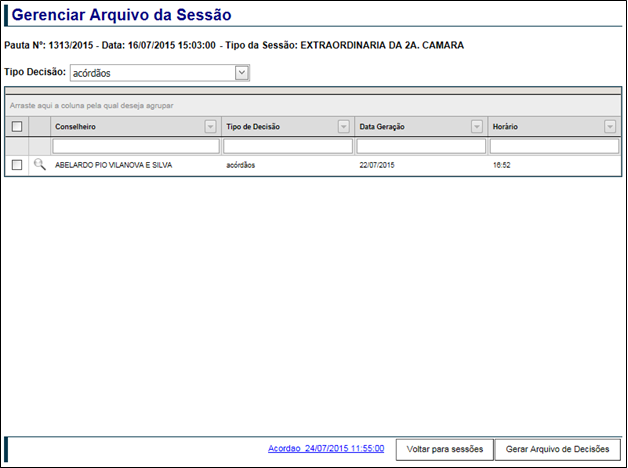 Gerenciar Arquivo da Sessão
Pauta Nº: 1313/2015 - Data: 16/07/2015 15:03:00 - Tipo da Sessão: EXTRAORDINARIA DA 2A. CAMARA
Tipo Decisão: acórdãos
Arraste aqui a coluna pela qual deseja agrupar
Conselheiro Tipo de Decisão Data Geração Horàrio
ABELARDO PIO VILANOVA E SILVA acórdãos 22/07/2015 16:52
Acordao_24/07/2015 11:55:00 Voltar para sessões Gerar Arquivo de Decisões